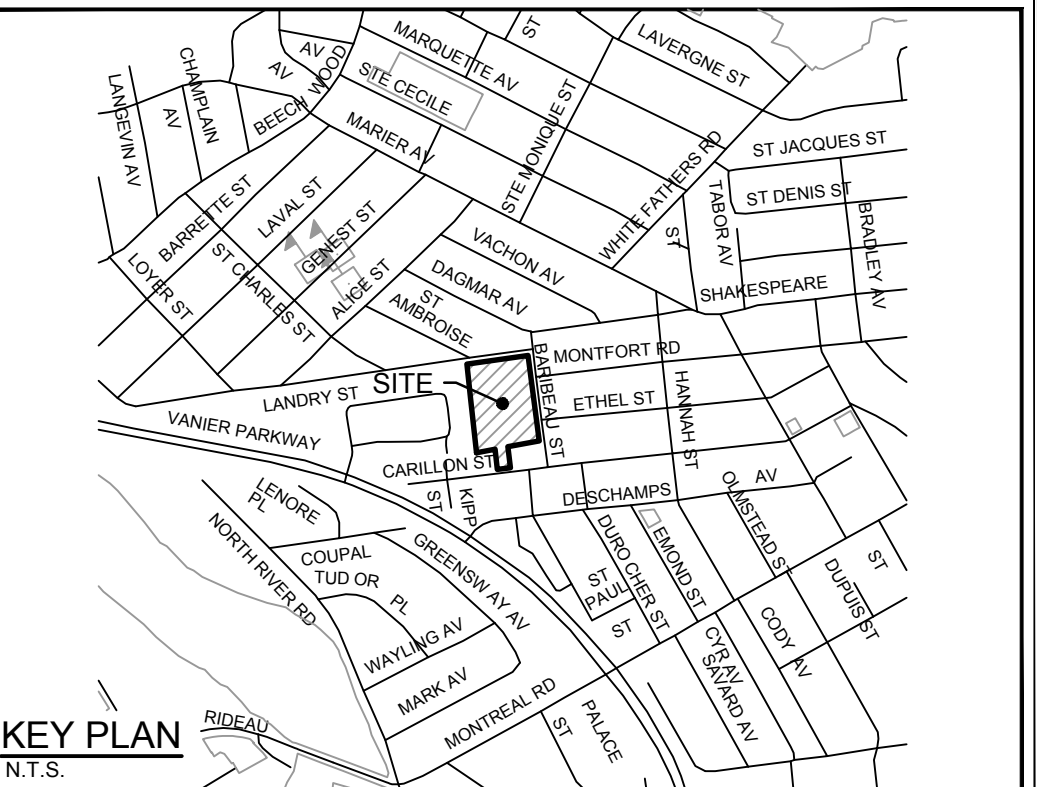 ST
MARQUETTE AV
LAVERGNE ST
AV
AV
BEECHWOOD
STE CECILE
CHAMPLAIN
AV
LANGEVIN AV
MARIER AV
STE MONIQUE ST
WHITE FATHERS RD
ST
ST JACQUES ST
ST DENIS ST
TABOR AV
BRADLEY AV
SHAKESPEARE
BARRETTE ST
LAVAL ST
GENEST ST
ALICE ST
LOYER ST
ST CHARLES ST
VACHON AV
DAGMAR AV
ST
AMBROISE
MONTFORT RD
BARIBEAU ST
ETHEL ST
HANNAH ST
SITE
LANDRY ST
VANIER PARKWAY
CARILLON ST
ST
KIPP
DESCHAMPS
AV
OLMSTEAD ST
LENORE
PL
NORTH RIVER RD
COUPAL
TUDOR
PL
GREENSWAY AV
WAYLING AV
MARK AV
MONTREAL RD
DUROCHER ST
EMOND ST
ST
PAUL
ST
CYR AV
SAVARD AV
CODY AV
DUPUIS ST
ST
PALACE
ST
RIDEAU
KEY PLAN
N.T.S.